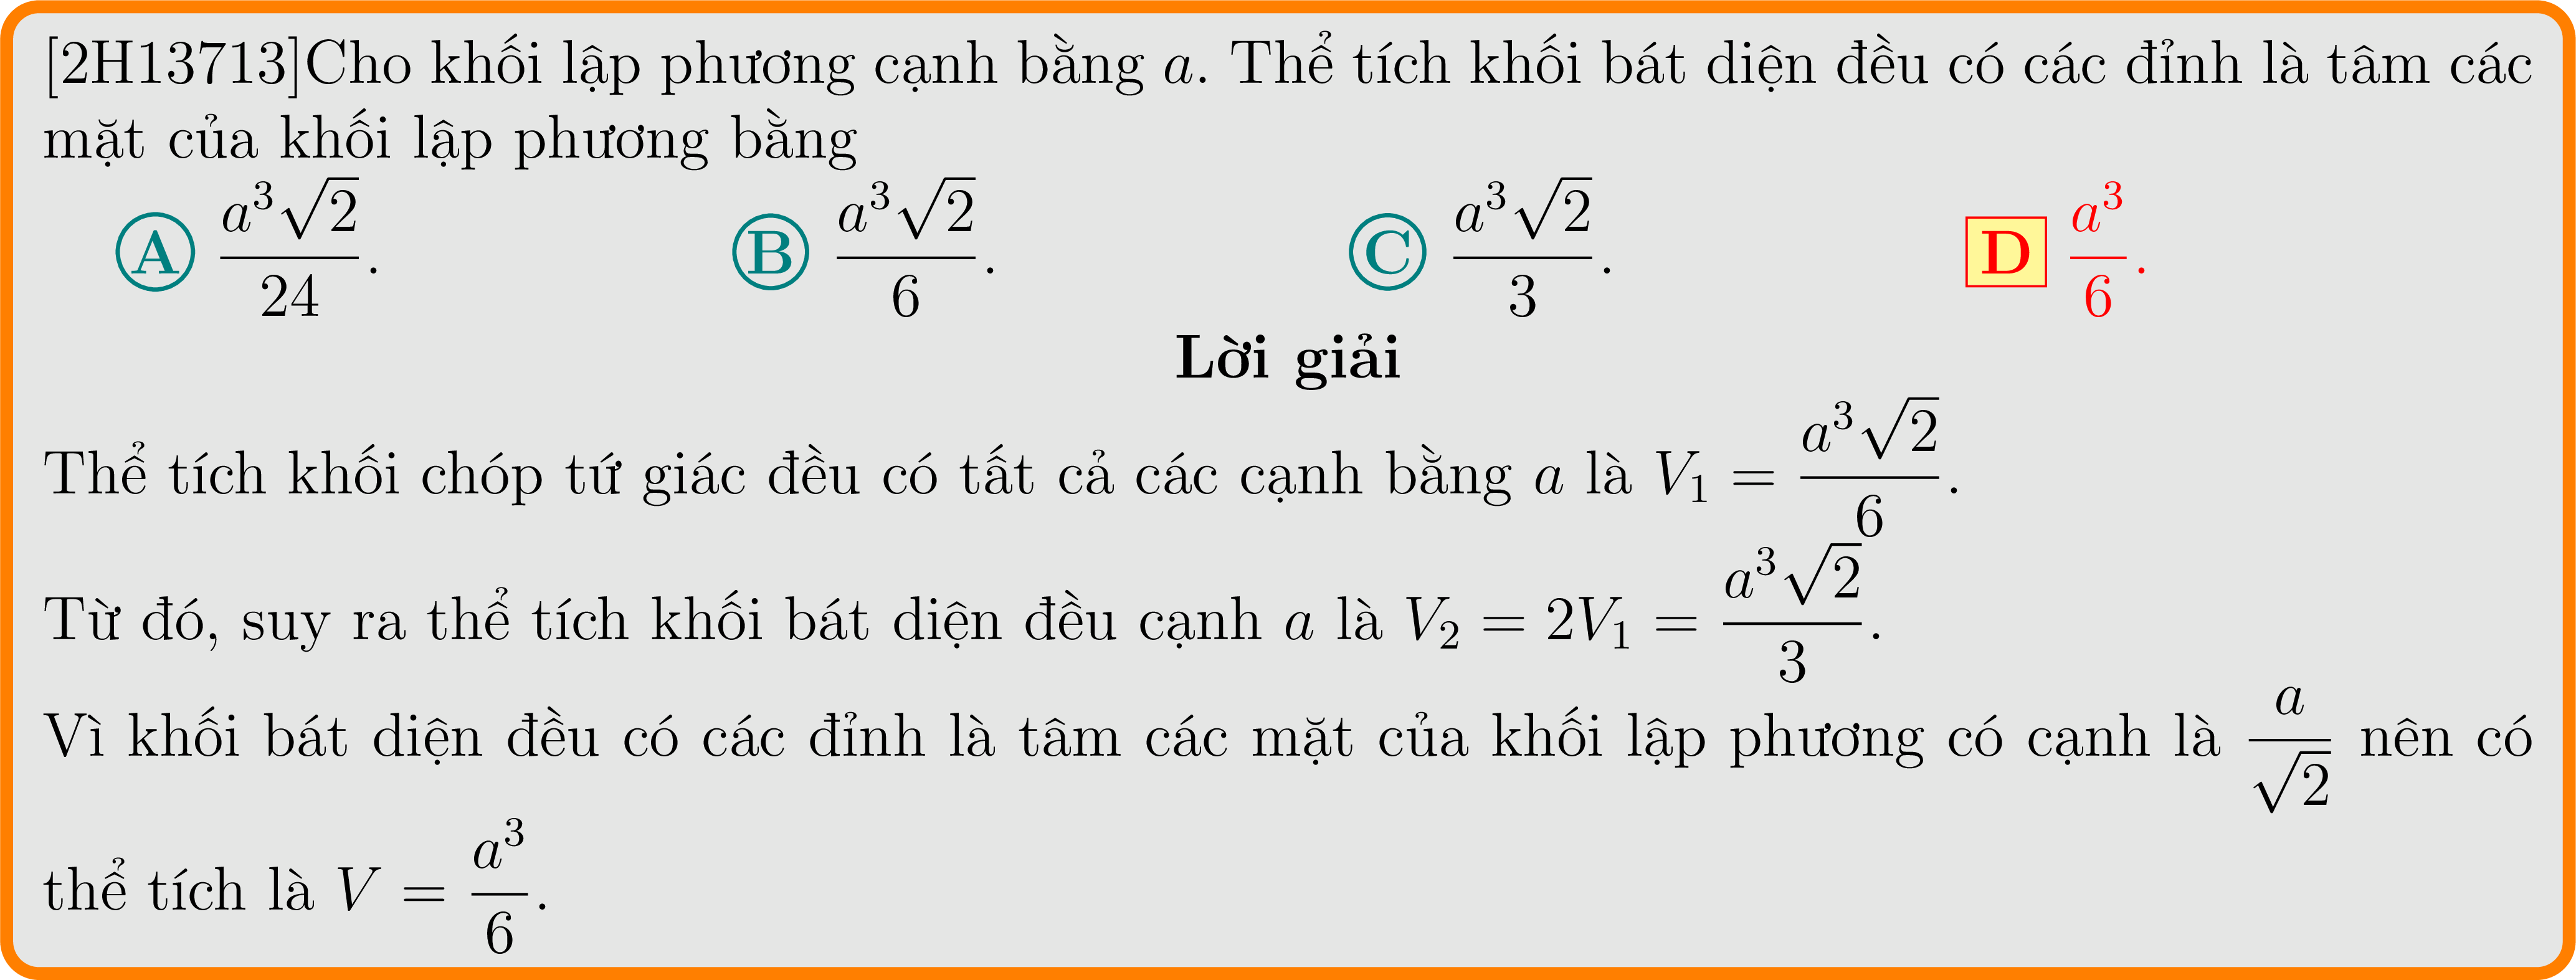 [2H13713]Cho khối lập phương cạnh bằng a. Thể tích khối bát diện đều có các đỉnh là tâm các
mặt của khối lập phương bằng
A $\frac{a^3\sqrt{2}}{24}$. B $\frac{a^3\sqrt{2}}{6}$. C $\frac{a^3\sqrt{2}}{3}$. D $\frac{a^3}{6}$.
Lời giải
Thể tích khối chóp tứ giác đều có tất cả các cạnh bằng a là $V_1 = \frac{a^3\sqrt{2}}{6}$.
Từ đó, suy ra thể tích khối bát diện đều cạnh a là $V_2 = 2V_1 = \frac{a^3\sqrt{2}}{3}$.
Vì khối bát diện đều có các đỉnh là tâm các mặt của khối lập phương có cạnh là $\frac{a}{\sqrt{2}}$ nên có
thể tích là $V = \frac{a^3}{6}$.